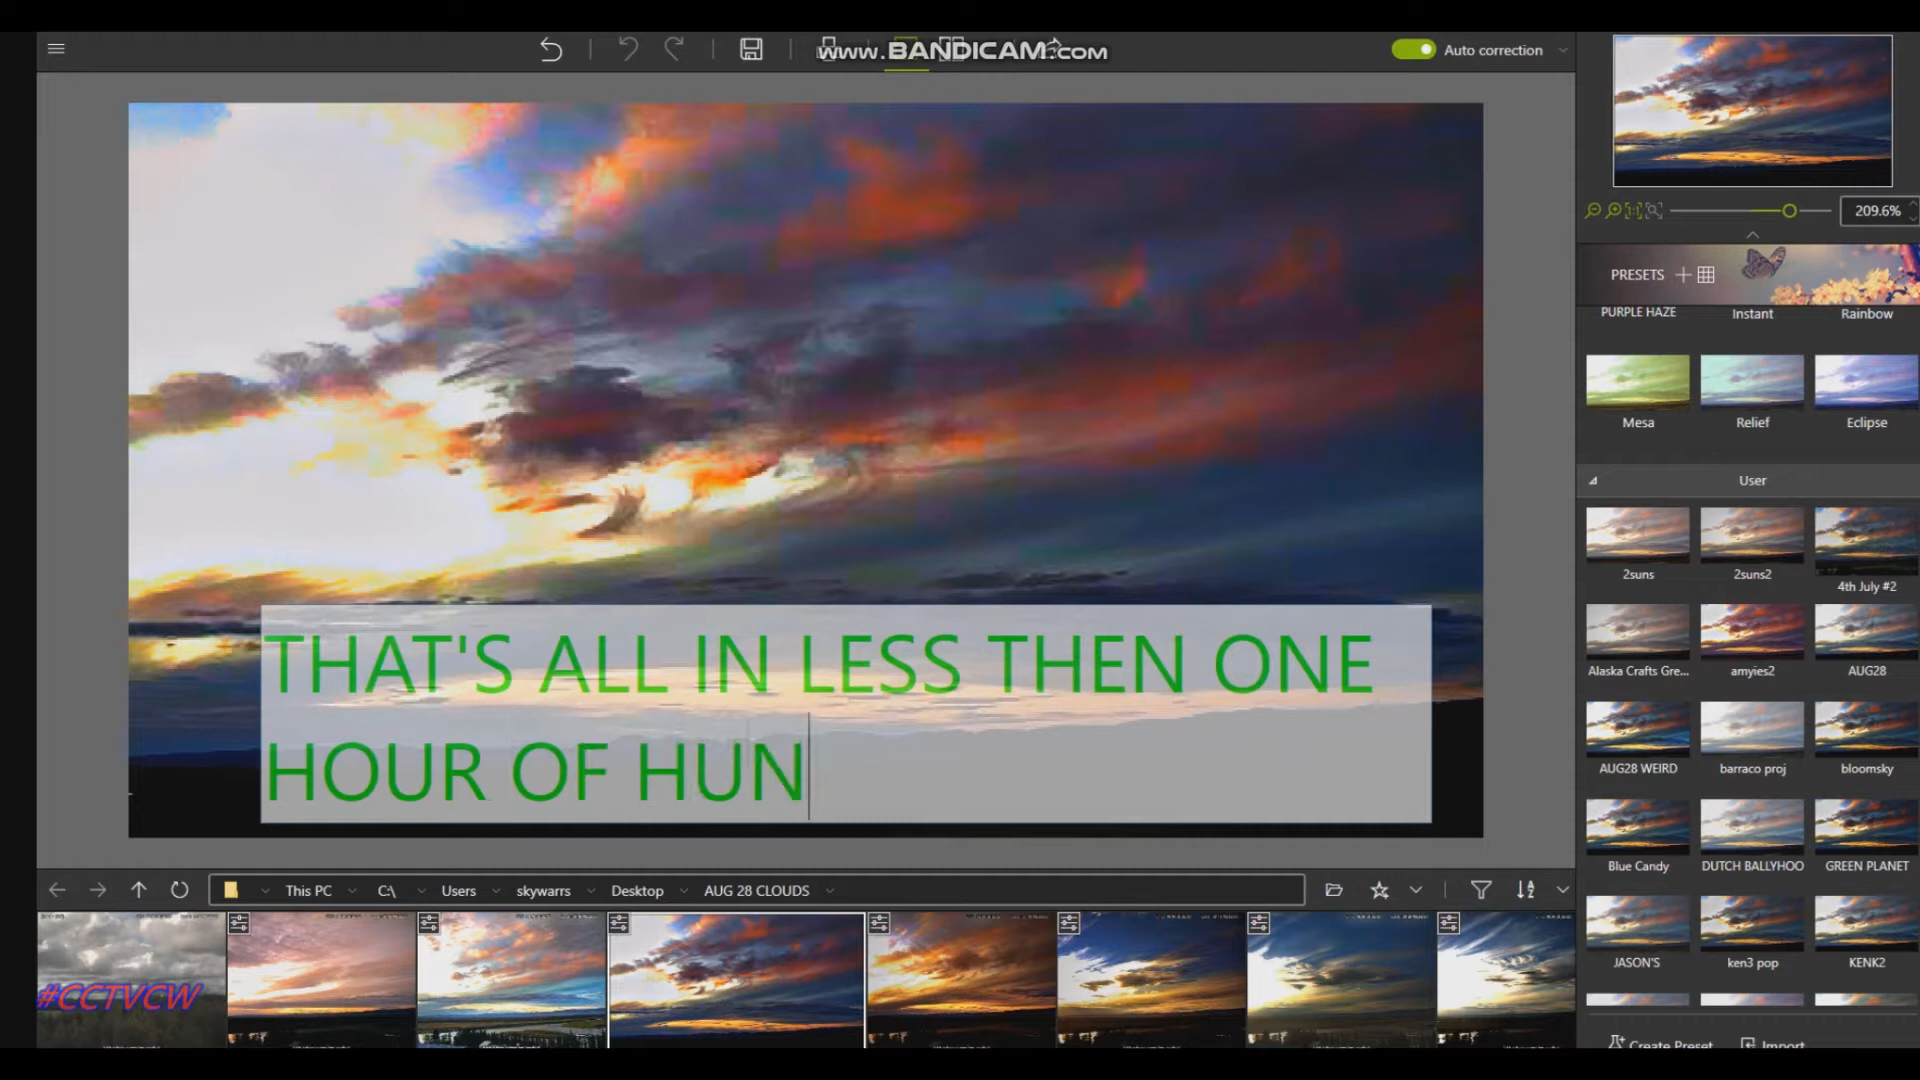 www.BANDICAM.com
Auto correction
209.6%
PRESETS
PURPLE HAZE
Instant
Rainbow
Mesa
Relief
Eclipse
User
2suns
2suns2
4th July #2
Alaska Crafts Gre...
amyies2
AUG28
AUG28 WEIRD
barraco proj
bloomsky
Blue Candy
DUTCH BALLYHOO
GREEN PLANET
JASON'S
ken3 pop
KENK2
Create Preset
Import
THAT'S ALL IN LESS THEN ONE
HOUR OF HUN
This PC
C:\
Users
skywarrs
Desktop
AUG 28 CLOUDS
#CCTVCW